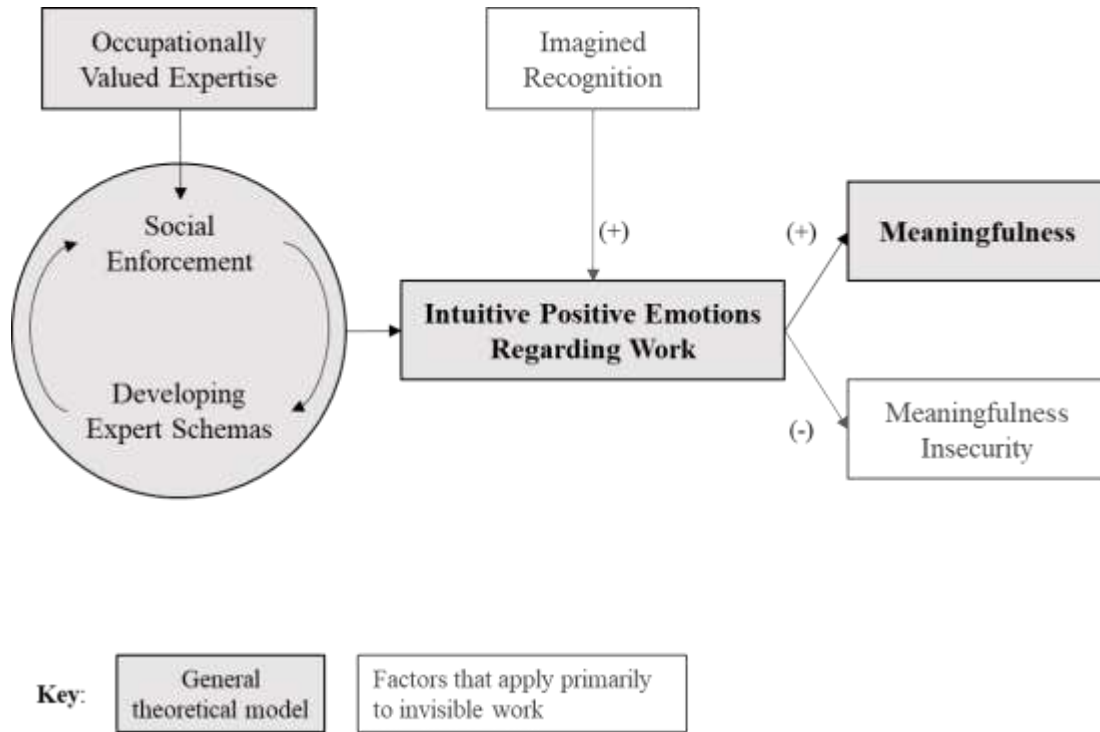 Occupationally
Valued Expertise
Imagined
Recognition
Social
Enforcement
(+)
(+)
Meaningfulness
Intuitive Positive Emotions
Regarding Work
Developing
Expert Schemas
(-)
Meaningfulness
Insecurity
Key:
General
theoretical model
Factors that apply primarily
to invisible work